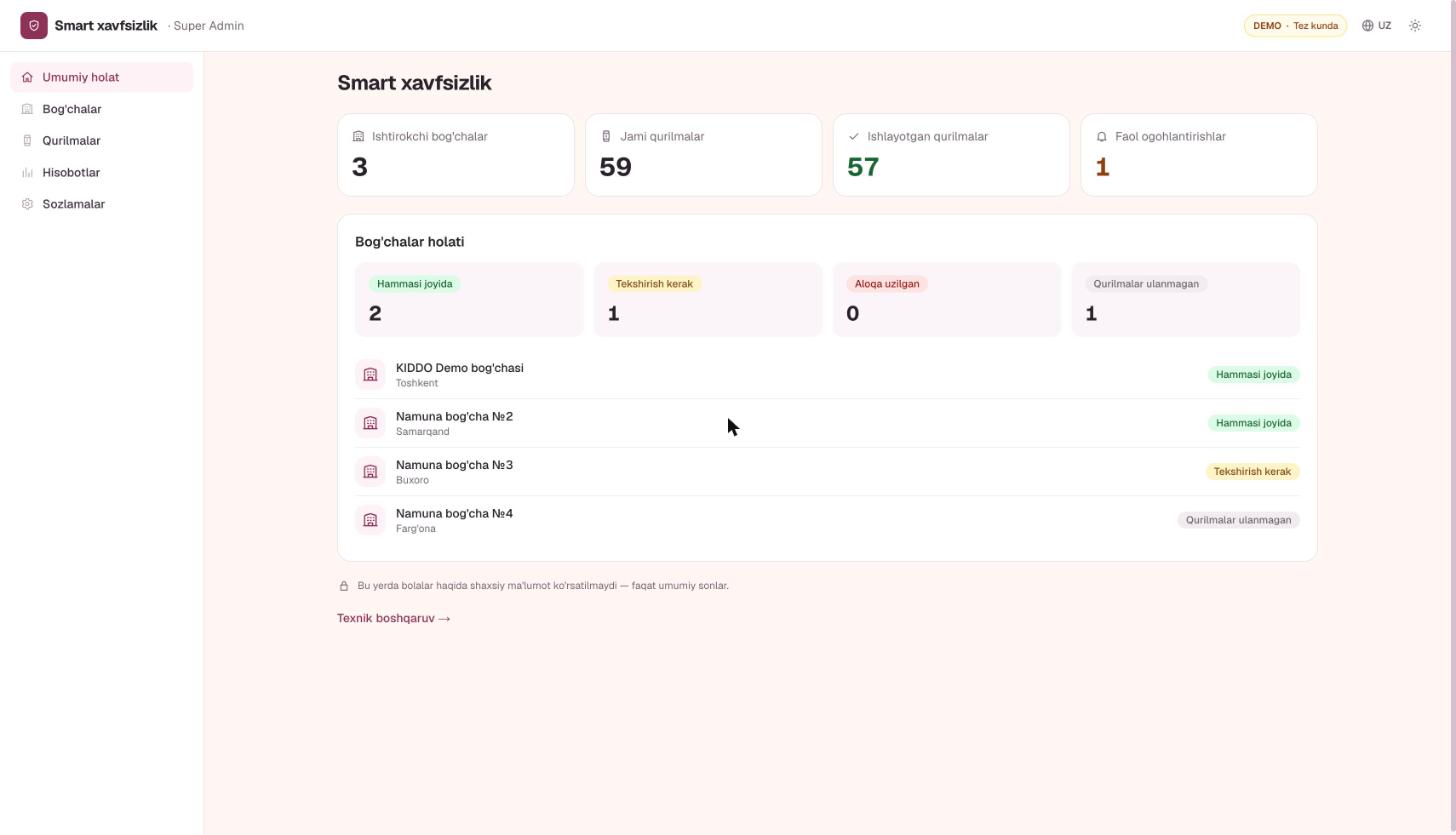 Smart xavfsizlik · Super Admin
DEMO · Tez kunda
UZ
Umumiy holat
Bog'chalar
Qurilmalar
Hisobotlar
Sozlamalar
Smart xavfsizlik
Ishtirokchi bog'chalar
3
Jami qurilmalar
59
Ishlayotgan qurilmalar
57
Faol ogohlantirishlar
1
Bog'chalar holati
Hammasi joyida
2
Tekshirish kerak
1
Aloqa uzilgan
0
Qurilmalar ulanmagan
1
KIDDO Demo bog'chasi
Toshkent
Hammasi joyida
Namuna bog'cha №2
Samarqand
Hammasi joyida
Namuna bog'cha №3
Buxoro
Tekshirish kerak
Namuna bog'cha №4
Farg'ona
Qurilmalar ulanmagan
Bu yerda bolalar haqida shaxsiy ma'lumot ko'rsatilmaydi — faqat umumiy sonlar.
Texnik boshqaruv →